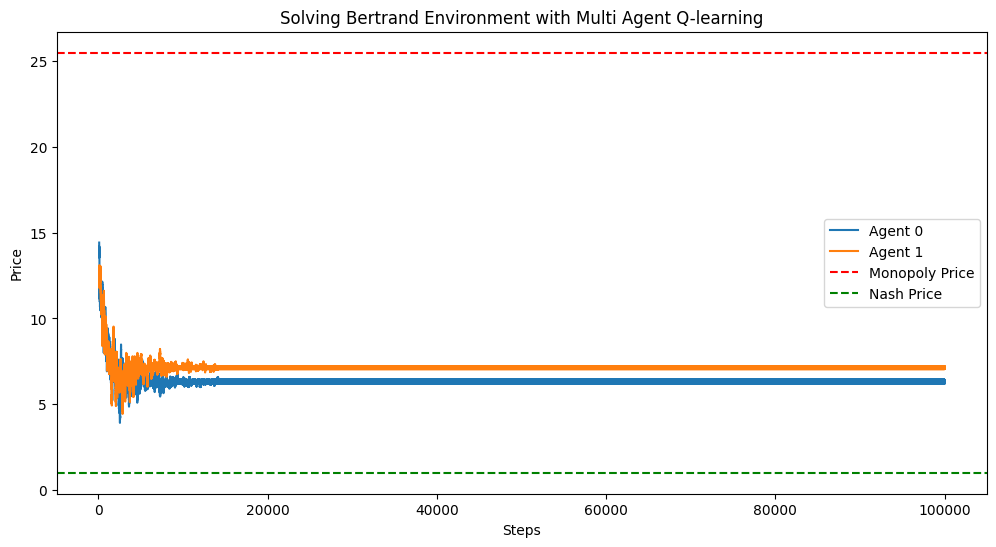 Solving Bertrand Environment with Multi Agent Q-learning
Price
25
20
15
10
5
0
Agent 0
Agent 1
Monopoly Price
Nash Price
0
20000
40000
60000
80000
100000
Steps